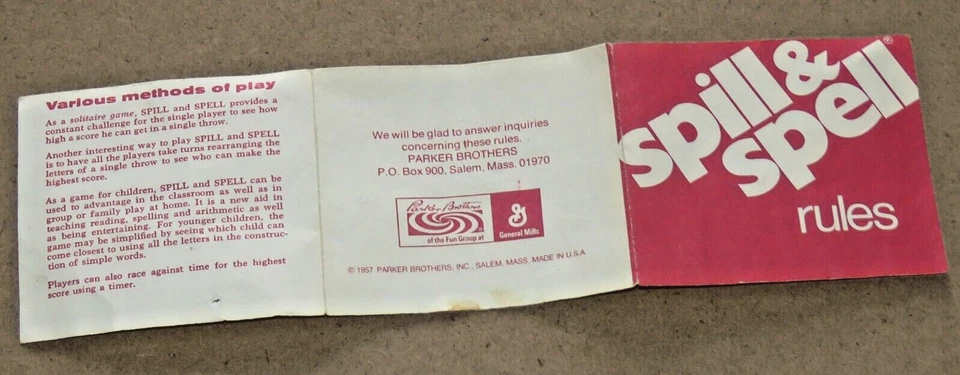 Various methods of play
As a solitaire game, SPILL and SPELL provides a
constant challenge for the single player to see how
high a score he can get in a single throw.
Another interesting way to play SPILL and SPELL
is to have all the players take turns rearranging the
letters of a single throw to see who can make the
highest score.
As a game for children, SPILL and SPELL can be
used to advantage in the classroom as well as in
group or family play at home. It is a new aid in
teaching reading, spelling and arithmetic as well
as being entertaining. For younger children, the
game may be simplified by seeing which child can
come closest to using all the letters in the construc-
tion of simple words.
Players can also race against time for the highest
score using a timer.
We will be glad to answer inquiries
concerning these rules.
PARKER BROTHERS
P.O. Box 900, Salem, Mass. 01970
Parker Brothers
of the Fun Group at
G
General Mills
© 1957 PARKER BROTHERS, INC., SALEM, MASS. MADE IN U.S.A
spill &
spell®
rules